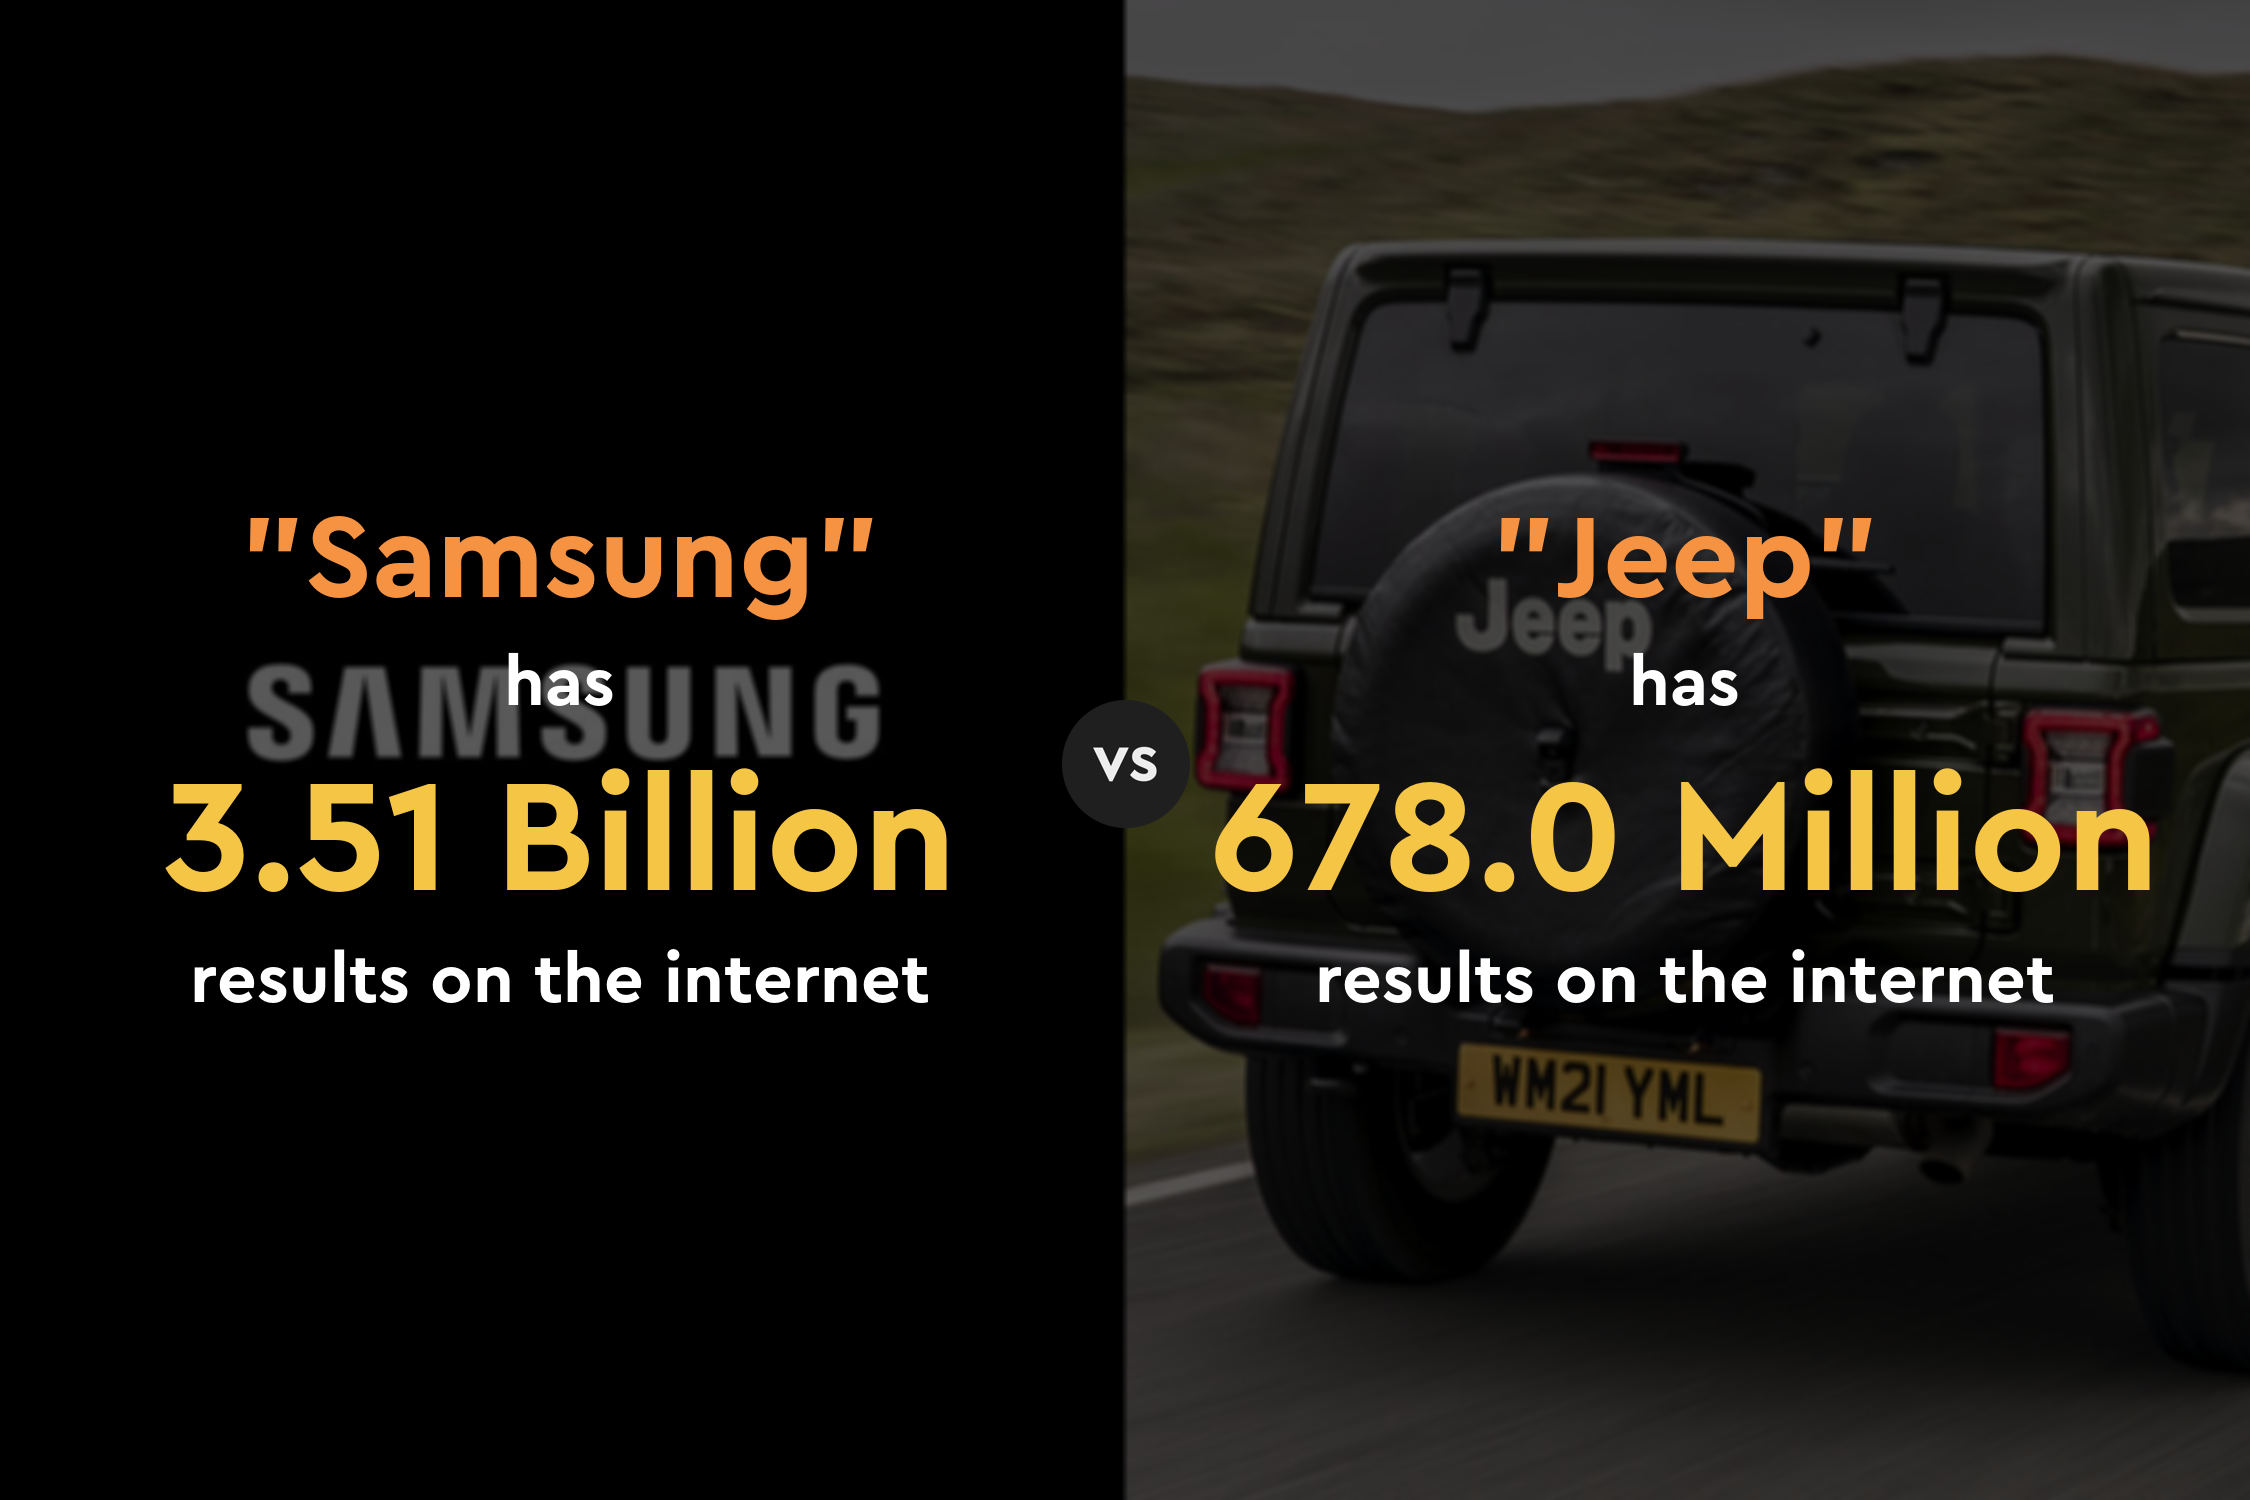 "Samsung"
has
SAMSUNG
3.51 Billion
results on the internet
vs
"Jeep"
Jeep
has
678.0 Million
results on the internet
WM21 YML